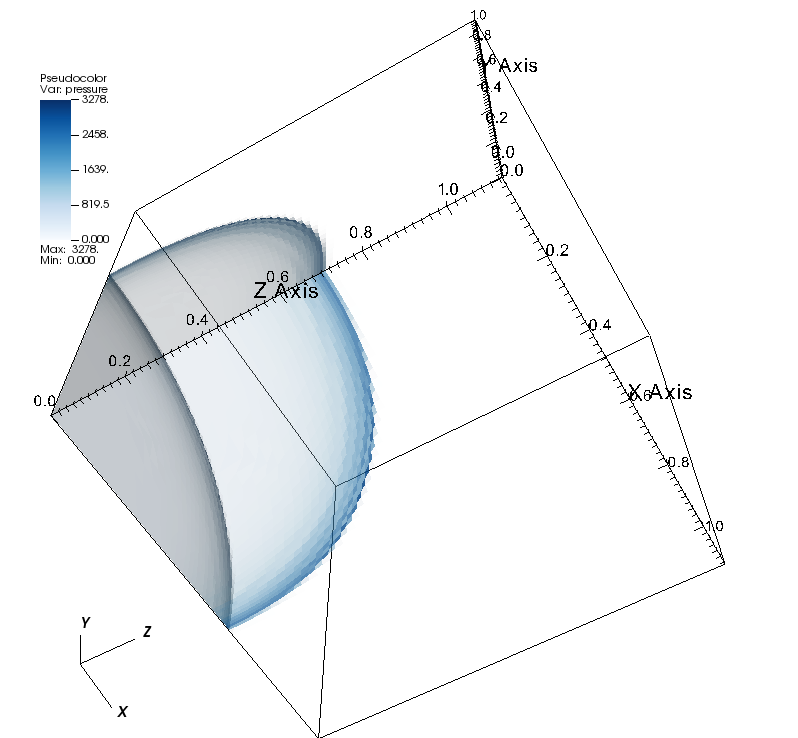 Pseudocolor
Var: pressure
3278.
2458.
1639.
819.5
0.000
Max: 3278.
Min: 0.000
1.0
0.8
0.6
0.4
0.2
0.0
Y Axis
0.0
0.2
0.4
0.6
0.8
1.0
Z Axis
0.0
0.2
0.4
0.6
0.8
1.0
X Axis
Y
Z
X